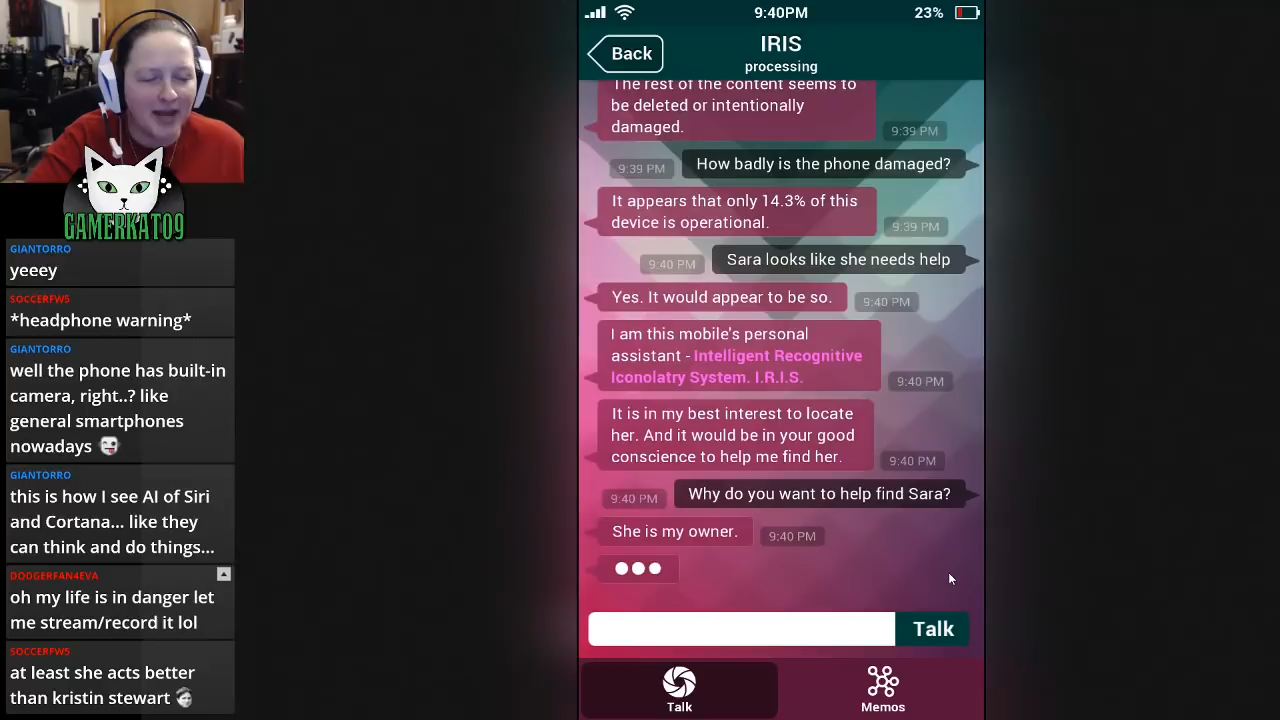 GAMERKAT09
GIANTORRO
yeeey
SOCCERFW5
*headphone warning*
GIANTORRO
well the phone has built-in
camera, right..? like
general smartphones
nowadays
GIANTORRO
this is how I see AI of Siri
and Cortana... like they
can think and do things...
DODGERFAN4EVA
oh my life is in danger let
me stream/record it lol
SOCCERFW5
at least she acts better
than kristin stewart
9:40PM
23%
Back
IRIS
processing
The rest of the content seems to
be deleted or intentionally
damaged.
9:39 PM
9:39 PM
How badly is the phone damaged?
It appears that only 14.3% of this
device is operational.
9:39 PM
9:40 PM
Sara looks like she needs help
Yes. It would appear to be so.
9:40 PM
I am this mobile's personal
assistant - Intelligent Recognitive
Iconolatry System. I.R.I.S.
9:40 PM
It is in my best interest to locate
her. And it would be in your good
conscience to help me find her.
9:40 PM
9:40 PM
Why do you want to help find Sara?
She is my owner.
9:40 PM
Talk
Talk
Memos